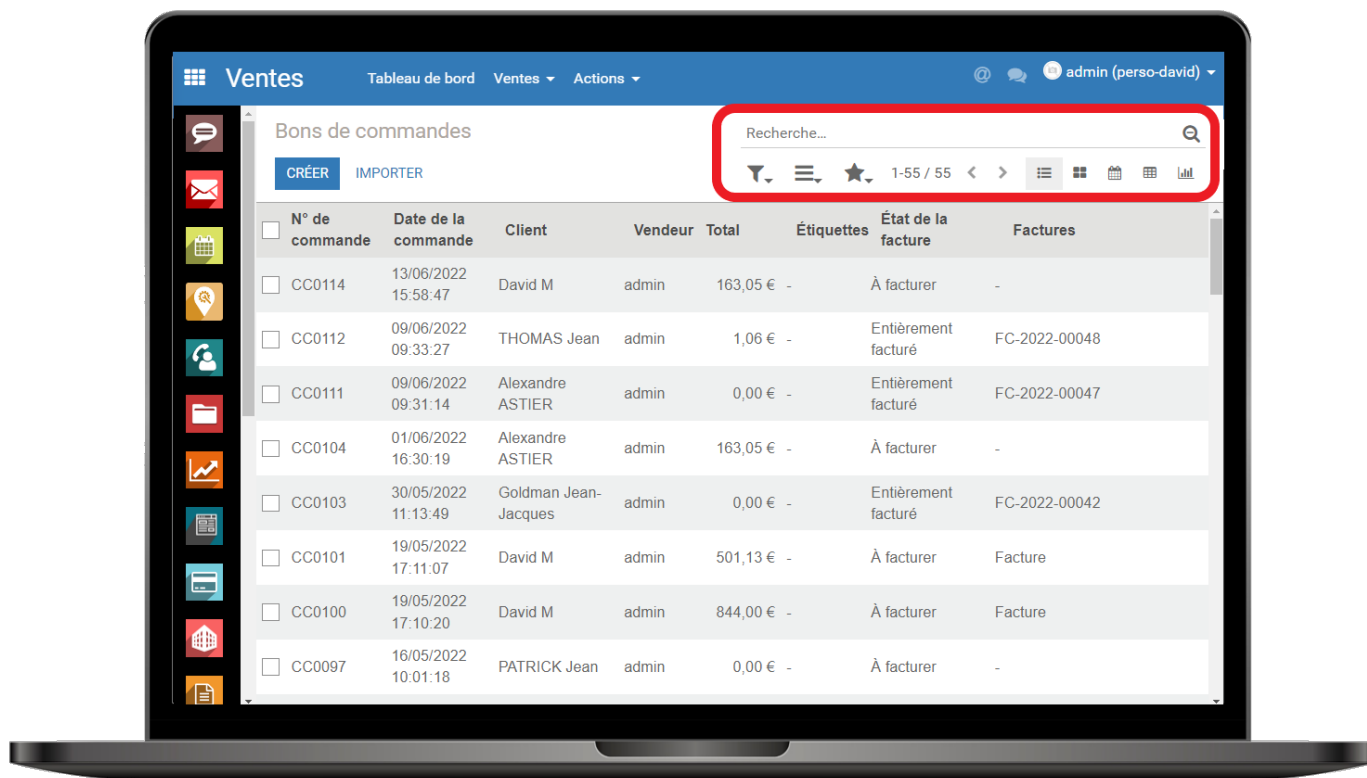 Ventes Tableau de bord Ventes Actions @ admin (perso-david)
Bons de commandes
Recherche...
CRÉER IMPORTER
1-55 / 55
N° de commande Date de la commande Client Vendeur Total Étiquettes État de la facture Factures
CC0114 13/06/2022 15:58:47 David M admin 163,05 € - À facturer -
CC0112 09/06/2022 09:33:27 THOMAS Jean admin 1,06 € - Entièrement facturé FC-2022-00048
CC0111 09/06/2022 09:31:14 Alexandre ASTIER admin 0,00 € - Entièrement facturé FC-2022-00047
CC0104 01/06/2022 16:30:19 Alexandre ASTIER admin 163,05 € - À facturer -
CC0103 30/05/2022 11:13:49 Goldman Jean-Jacques admin 0,00 € - Entièrement facturé FC-2022-00042
CC0101 19/05/2022 17:11:07 David M admin 501,13 € - À facturer Facture
CC0100 19/05/2022 17:10:20 David M admin 844,00 € - À facturer Facture
CC0097 16/05/2022 10:01:18 PATRICK Jean admin 0,00 € - À facturer -